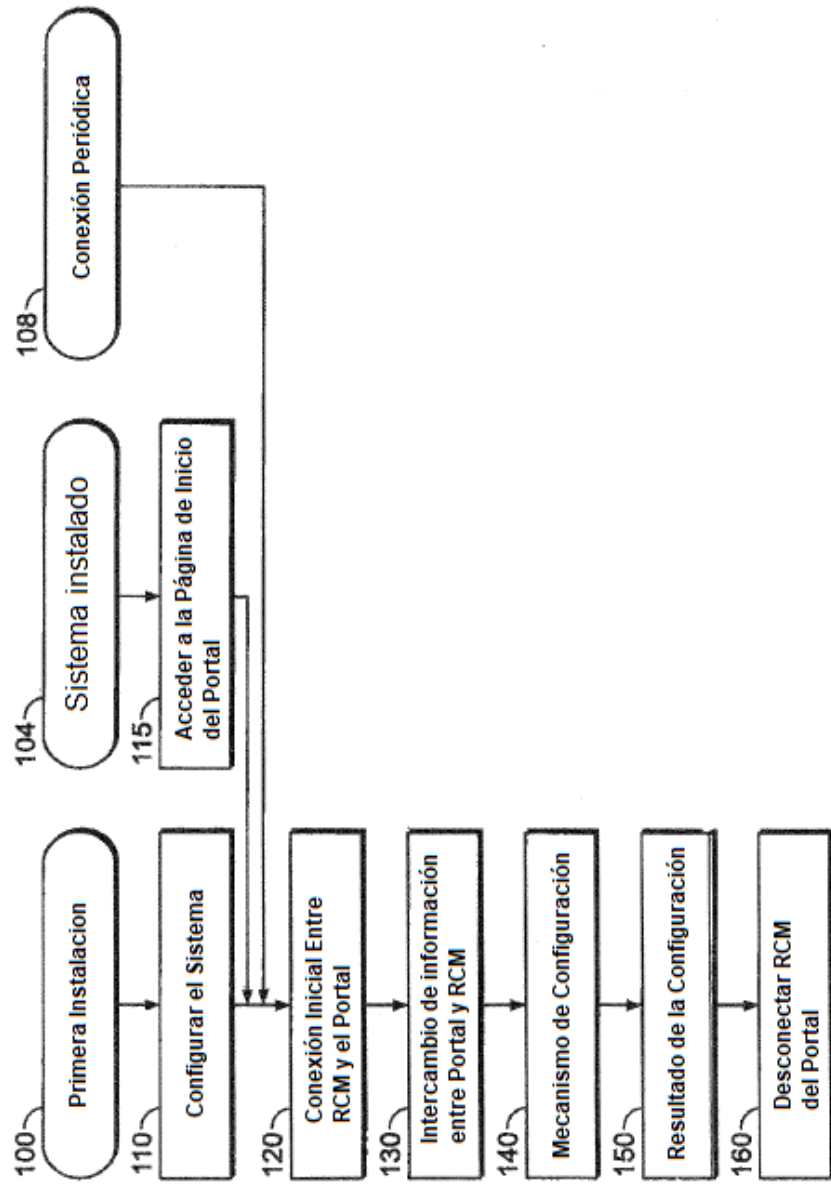 100
Primera Instalacion
104
Sistema instalado
108
Conexión Periódica
110
Configurar el Sistema
115
Acceder a la Página de Inicio
del Portal
120
Conexión Inicial Entre
RCM y el Portal
130
Intercambio de información
entre Portal y RCM
140
Mecanismo de Configuración
150
Resultado de la Configuración
160
Desconectar RCM
del Portal